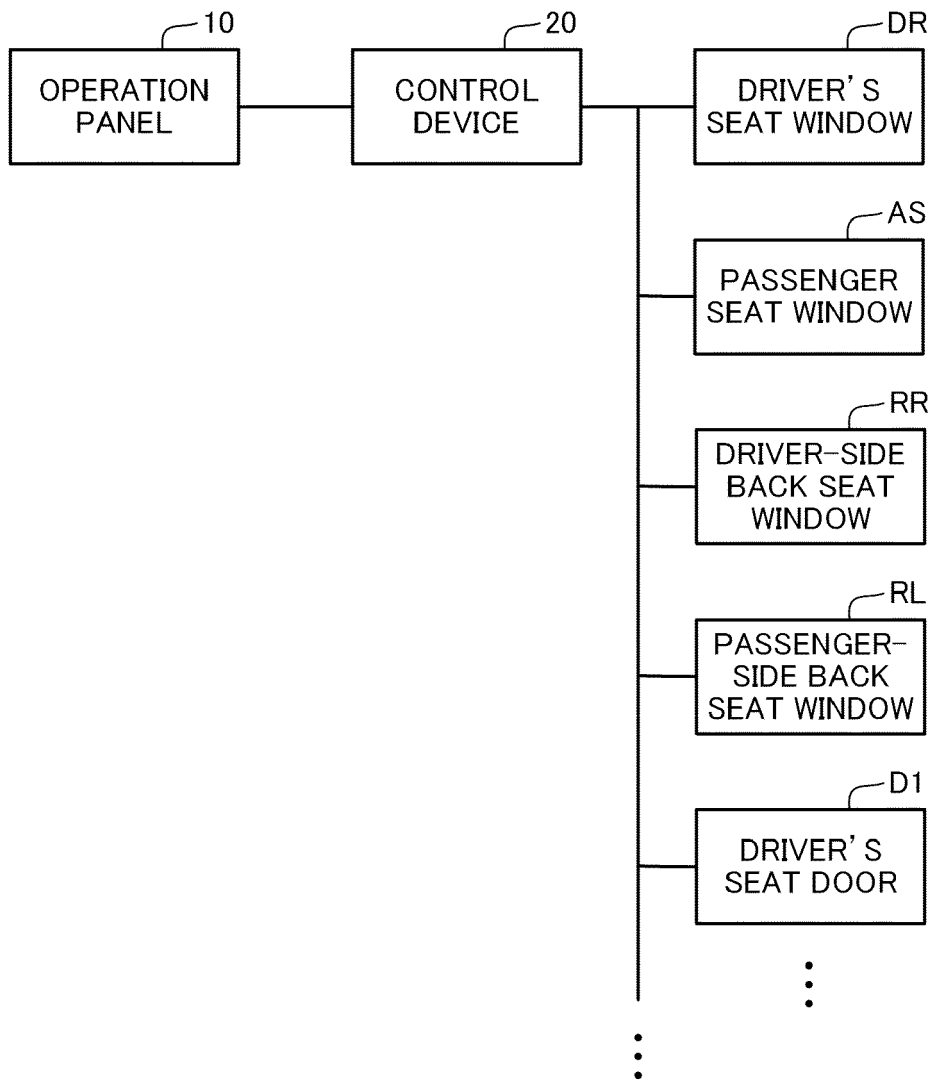 10
OPERATION
PANEL
20
CONTROL
DEVICE
DR
DRIVER'S
SEAT WINDOW
AS
PASSENGER
SEAT WINDOW
RR
DRIVER-SIDE
BACK SEAT
WINDOW
RL
PASSENGER-
SIDE BACK
SEAT WINDOW
D1
DRIVER'S
SEAT DOOR